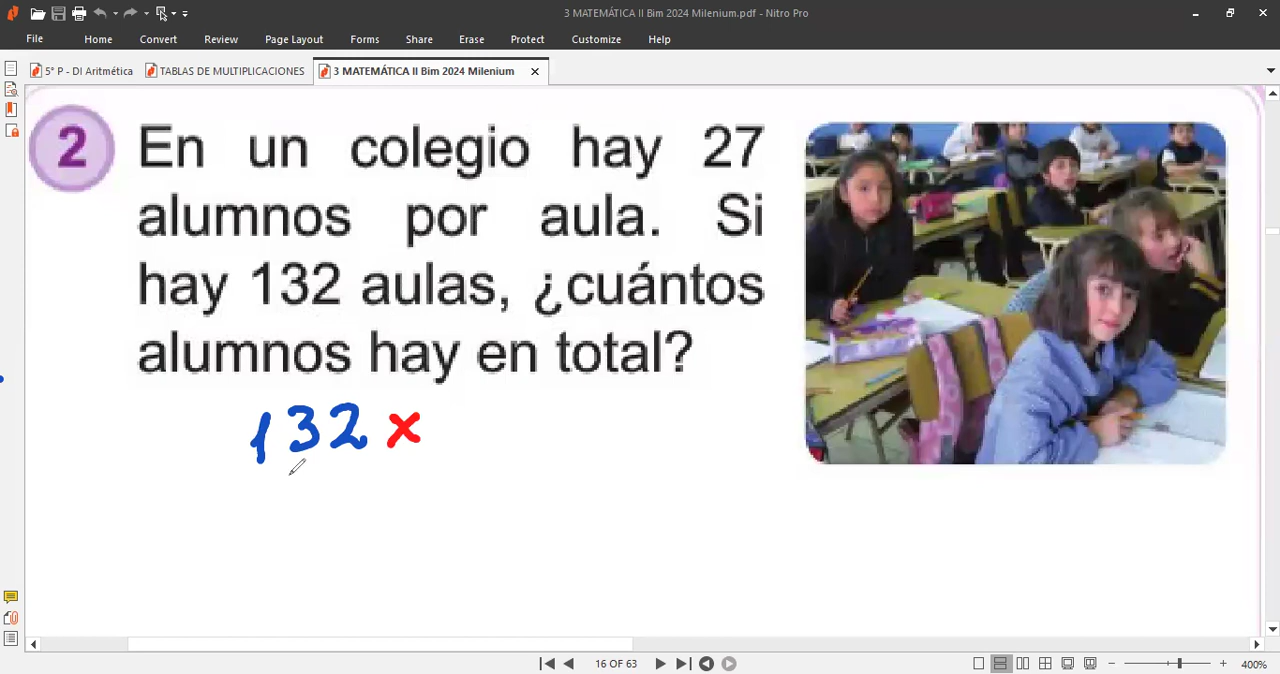 3 MATEMÁTICA II Bim 2024 Milenium.pdf - Nitro Pro
File Home Convert Review Page Layout Forms Share Erase Protect Customize Help
5° P - DI Aritmética TABLAS DE MULTIPLICACIONES 3 MATEMÁTICA II Bim 2024 Milenium
2 En un colegio hay 27
alumnos por aula. Si
hay 132 aulas, ¿cuántos
alumnos hay en total?
132 ×
16 OF 63
400%